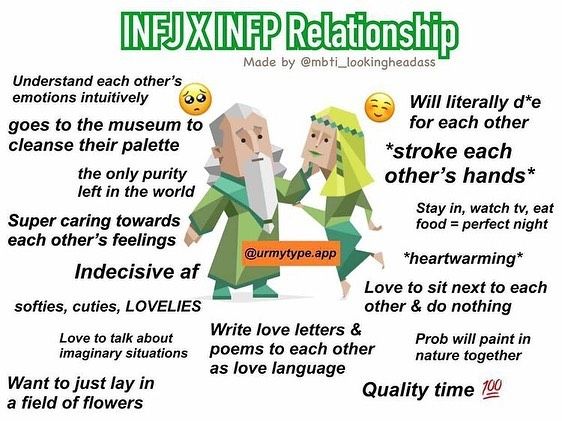 INFJ X INFP Relationship
Made by @mbti_lookingheadass
Understand each other's
emotions intuitively
goes to the museum to
cleanse their palette
the only purity
left in the world
Super caring towards
each other's feelings
Indecisive af
softies, cuties, LOVELIES
Love to talk about
imaginary situations
Want to just lay in
a field of flowers
@urmytype.app
Write love letters &
poems to each other
as love language
Will literally d*e
for each other
*stroke each
other's hands*
Stay in, watch tv, eat
food = perfect night
*heartwarming*
Love to sit next to each
other & do nothing
Prob will paint in
nature together
Quality time 💯